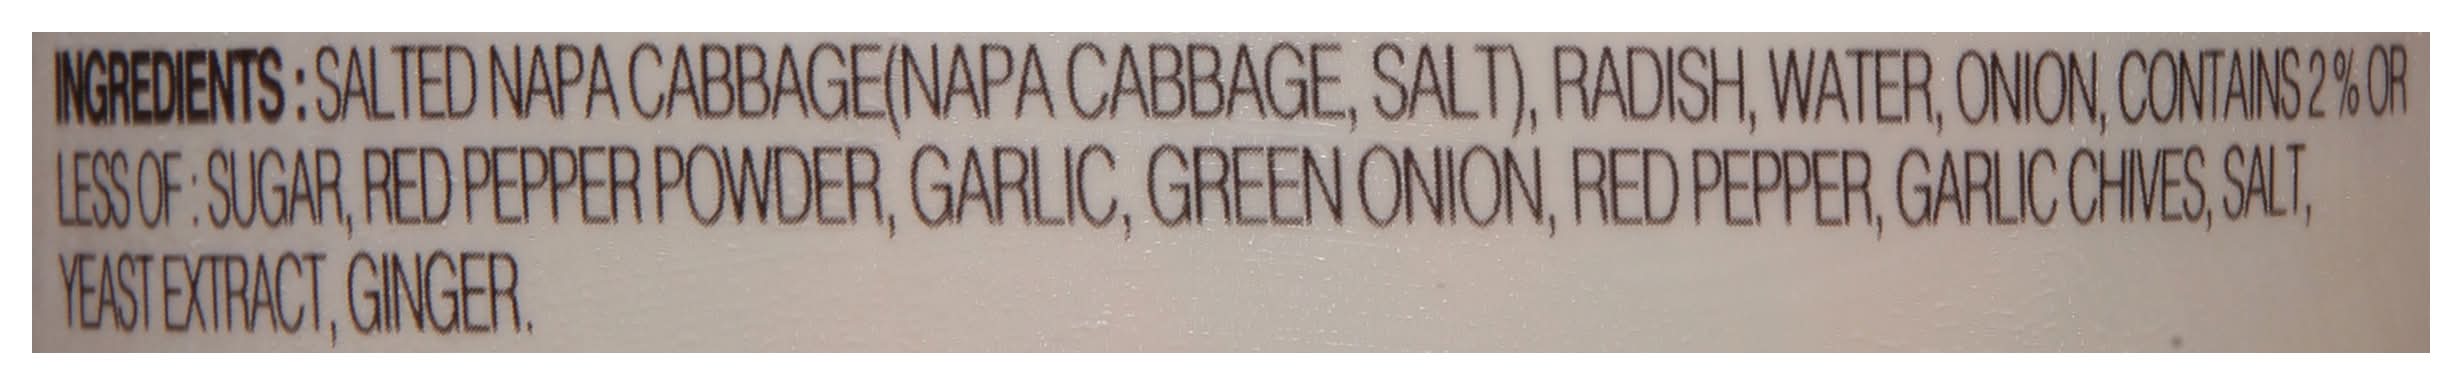 INGREDIENTS : SALTED NAPA CABBAGE(NAPA CABBAGE, SALT), RADISH, WATER, ONION, CONTAINS 2 % OR
LESS OF : SUGAR, RED PEPPER POWDER, GARLIC, GREEN ONION, RED PEPPER, GARLIC CHIVES, SALT,
YEAST EXTRACT, GINGER.